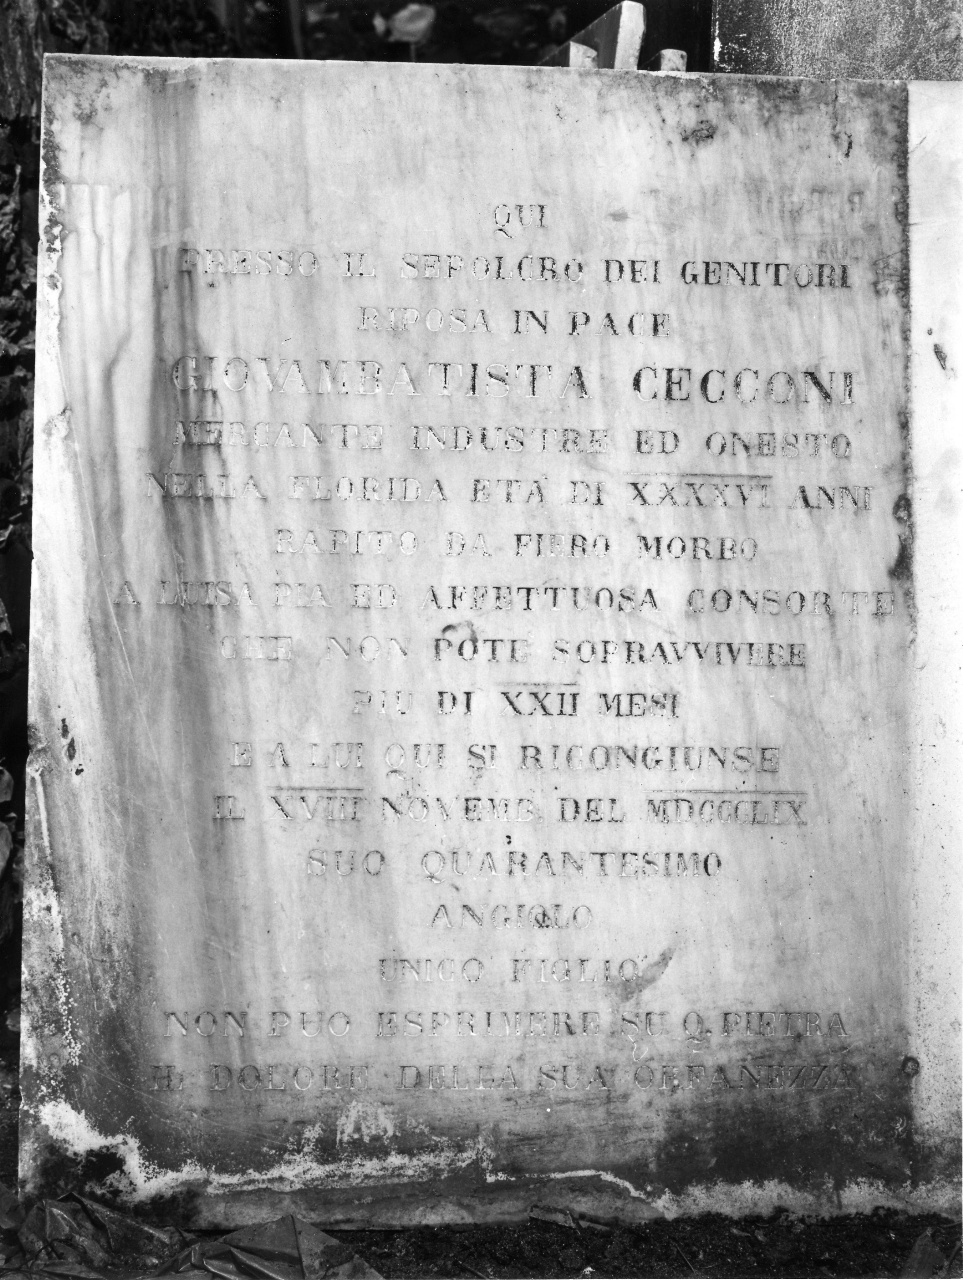 QUI
PRESSO IL SEPOLCRO DEI GENITORI
RIPOSA IN PACE
GIOVAMBATISTA CECCONI
MERCANTE INDUSTRE ED ONESTO
NELLA FLORIDA ETÀ DI XXXXVI ANNI
RAPITO DA FIERO MORBO
A LUISA PIA ED AFFETTUOSA CONSORTE
CHE NON POTE SOPRAVVIVERE
PIU DI XXII MESI
E A LUI QUI SI RICONGIUNSE
IL XVIII NOVEMB. DEL MDCCCLIX
SUO QUARANTESIMO
ANGIOLO
UNICO FIGLIO
NON PUO ESPRIMERE SU Q. PIETRA
IL DOLORE DELLA SUA ORFANEZZA